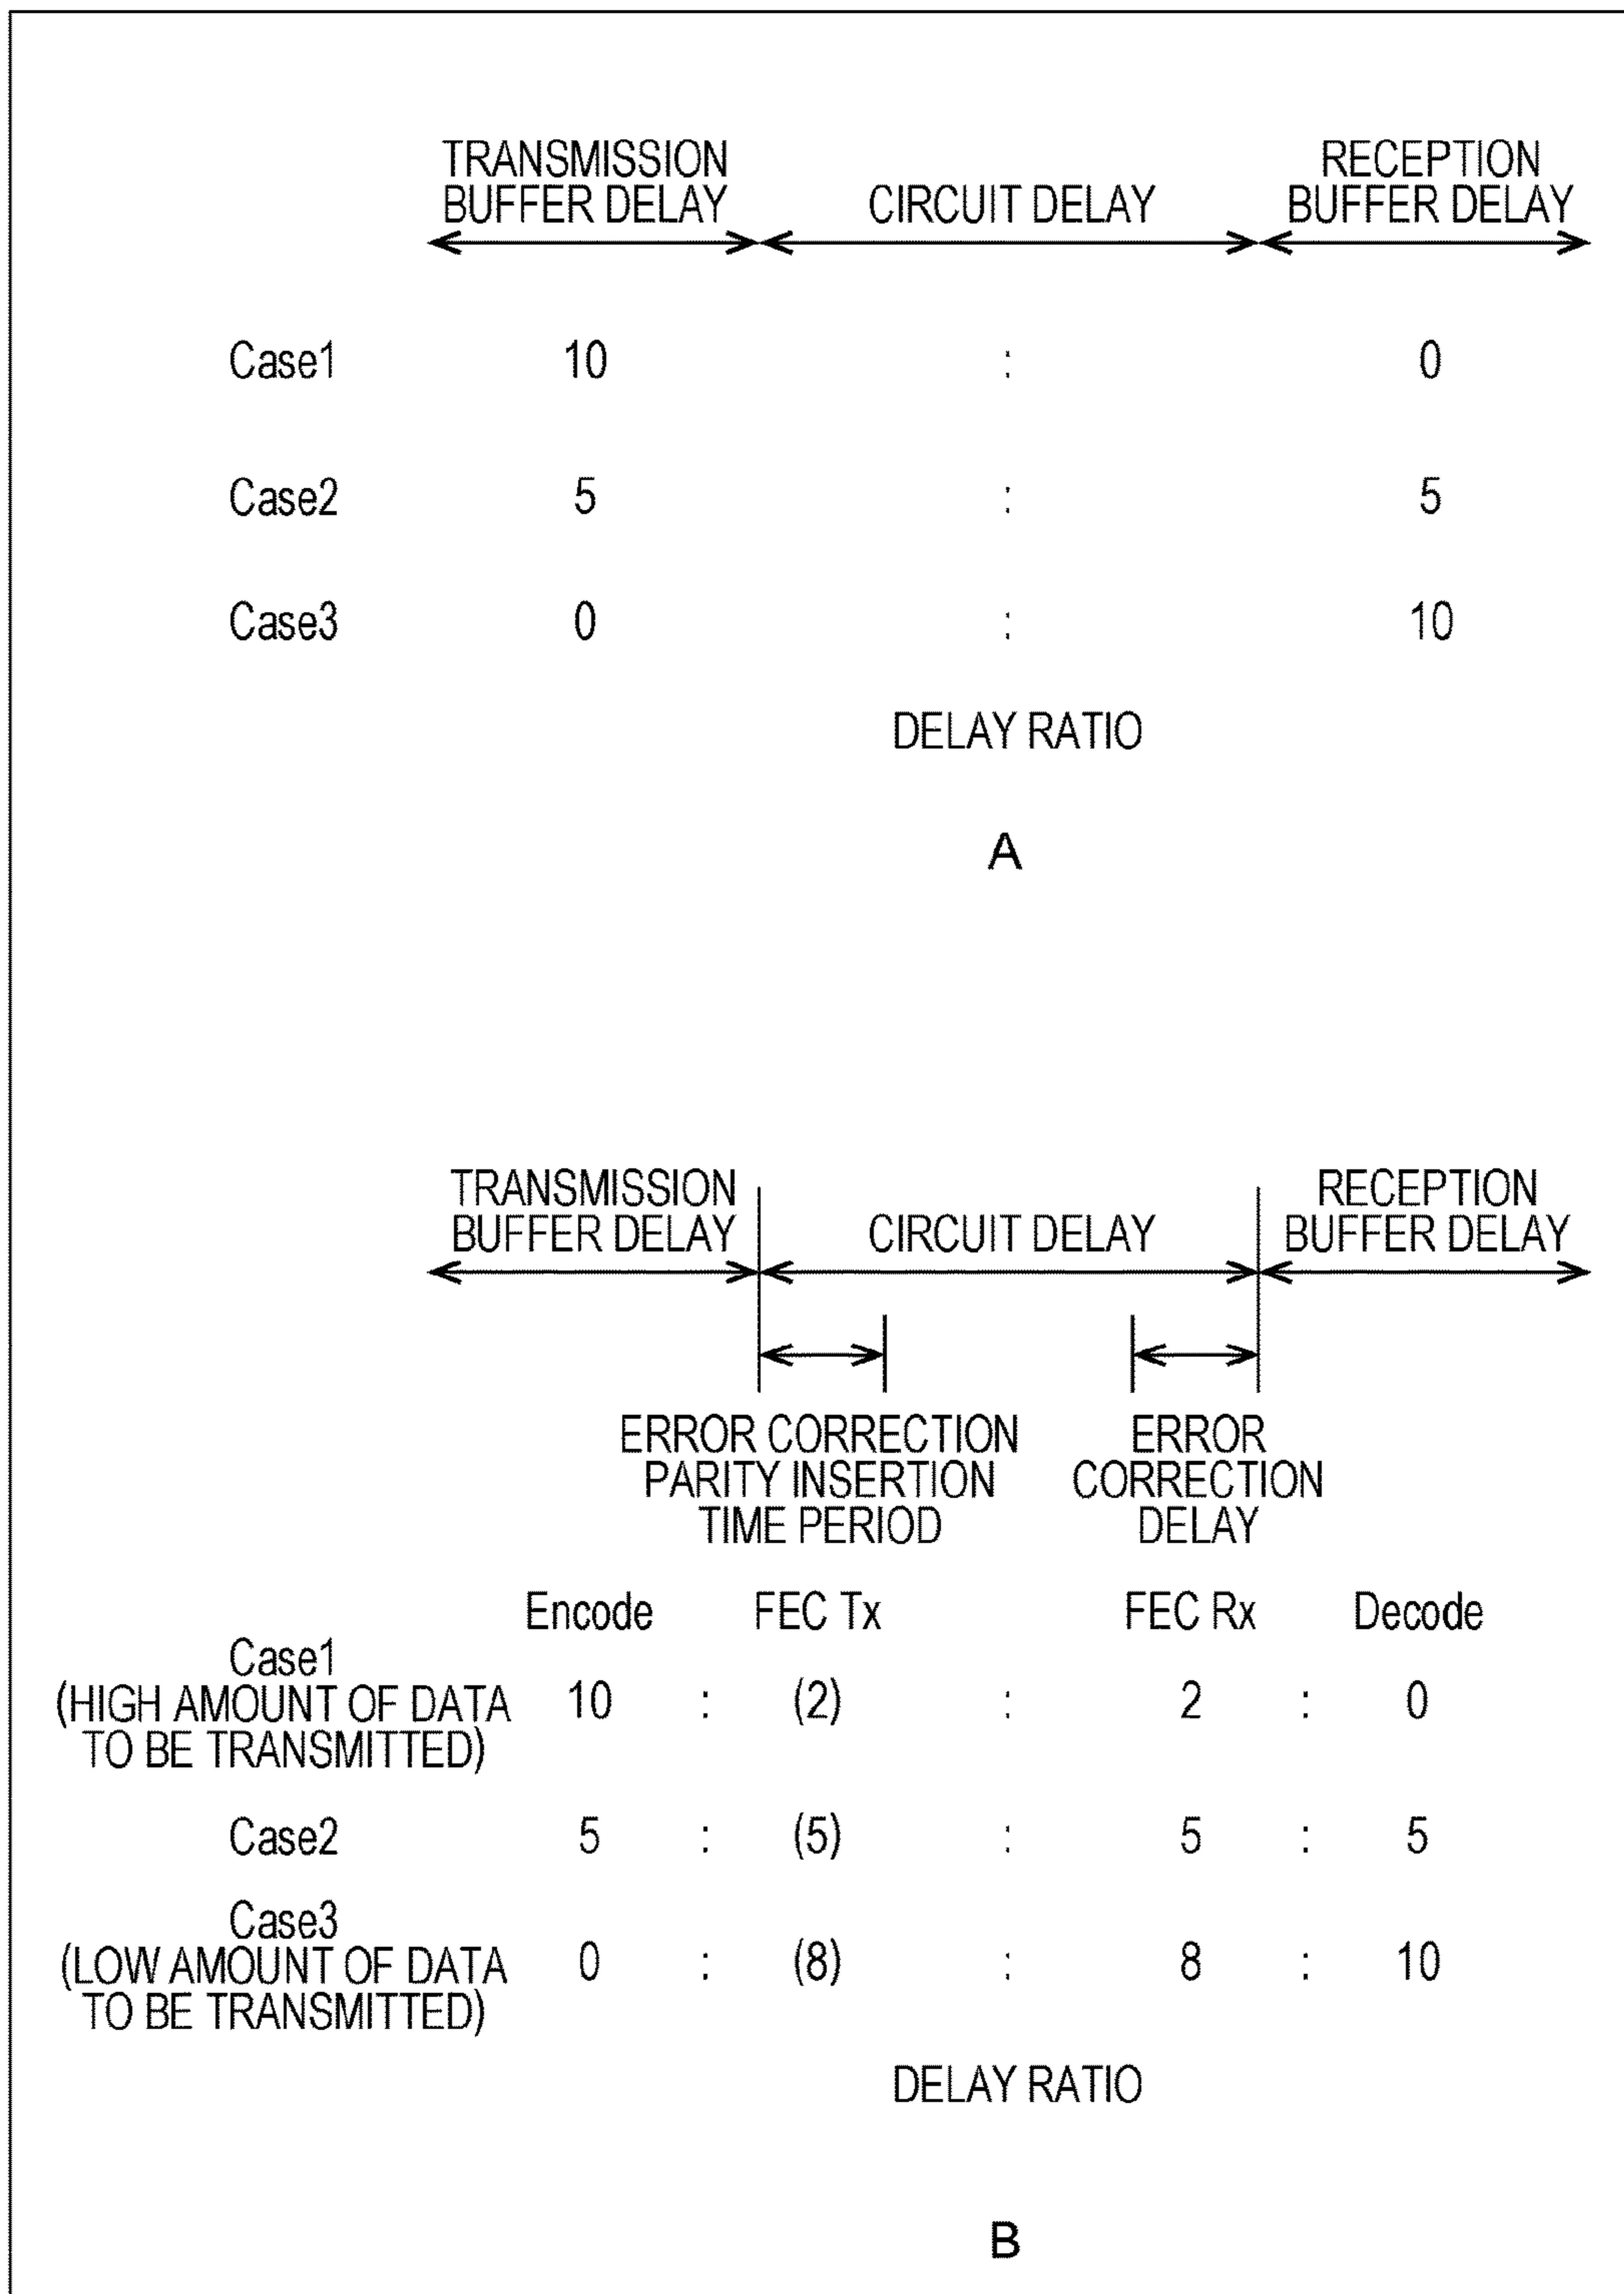 TRANSMISSION BUFFER DELAY
CIRCUIT DELAY
RECEPTION BUFFER DELAY
Case1 10 : 0
Case2 5 : 5
Case3 0 : 10
DELAY RATIO
A
TRANSMISSION BUFFER DELAY
CIRCUIT DELAY
RECEPTION BUFFER DELAY
ERROR CORRECTION
PARITY INSERTION
TIME PERIOD
ERROR
CORRECTION
DELAY
Encode FEC Tx FEC Rx Decode
Case1
(HIGH AMOUNT OF DATA 10 : (2) : 2 : 0
TO BE TRANSMITTED)
Case2 5 : (5) : 5 : 5
Case3
(LOW AMOUNT OF DATA 0 : (8) : 8 : 10
TO BE TRANSMITTED)
DELAY RATIO
B